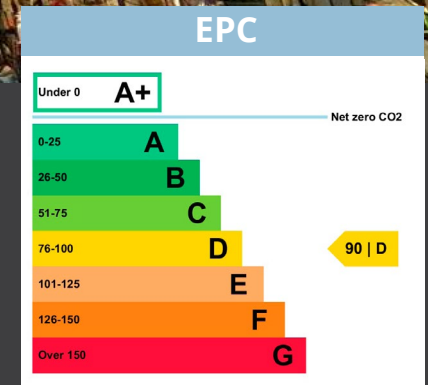 EPC
Under 0 A+
Net zero CO2
0-25 A
26-50 B
51-75 C
76-100 D
90 | D
101-125 E
126-150 F
Over 150 G